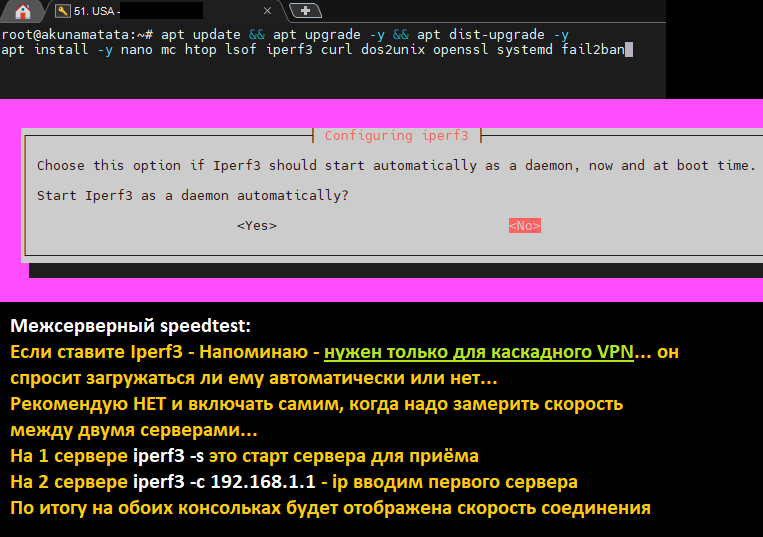 51. USA -
root@akunamatata:~# apt update && apt upgrade -y && apt dist-upgrade -y
apt install -y nano mc htop lsof iperf3 curl dos2unix openssl systemd fail2ban
Configuring iperf3
Choose this option if Iperf3 should start automatically as a daemon, now and at boot time.
Start Iperf3 as a daemon automatically?
<Yes> <No>
Межсерверный speedtest:
Если ставите Iperf3 - Напоминаю - нужен только для каскадного VPN... он
спросит загружаться ли ему автоматически или нет...
Рекомендую НЕТ и включать самим, когда надо замерить скорость
между двумя серверами...
На 1 сервере iperf3 -s это старт сервера для приёма
На 2 сервере iperf3 -c 192.168.1.1 - ip вводим первого сервера
По итогу на обоих консольках будет отображена скорость соединения